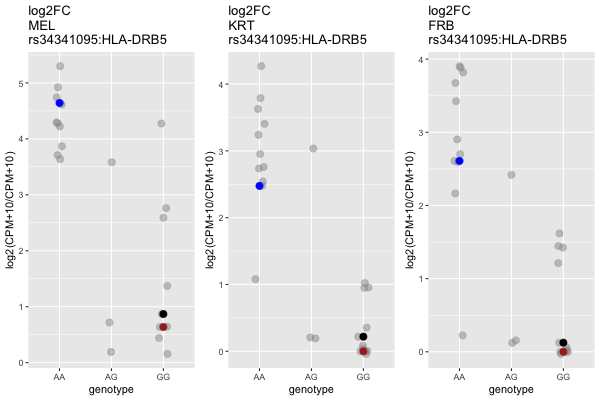 log2FC
MEL
rs34341095:HLA-DRB5
log2(CPM+10/CPM+10)
5
4
3
2
1
0
AA
AG
GG
genotype
log2FC
KRT
rs34341095:HLA-DRB5
log2(CPM+10/CPM+10)
4
3
2
1
0
AA
AG
GG
genotype
log2FC
FRB
rs34341095:HLA-DRB5
log2(CPM+10/CPM+10)
4
3
2
1
0
AA
AG
GG
genotype